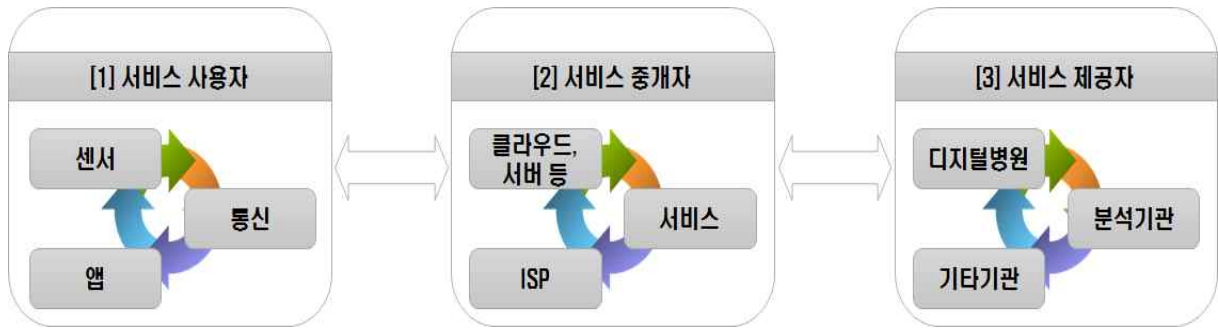 [1] 서비스 사용자
센서
통신
앱
[2] 서비스 중개자
클라우드,
서버 등
서비스
ISP
[3] 서비스 제공자
디지털병원
분석기관
기타기관